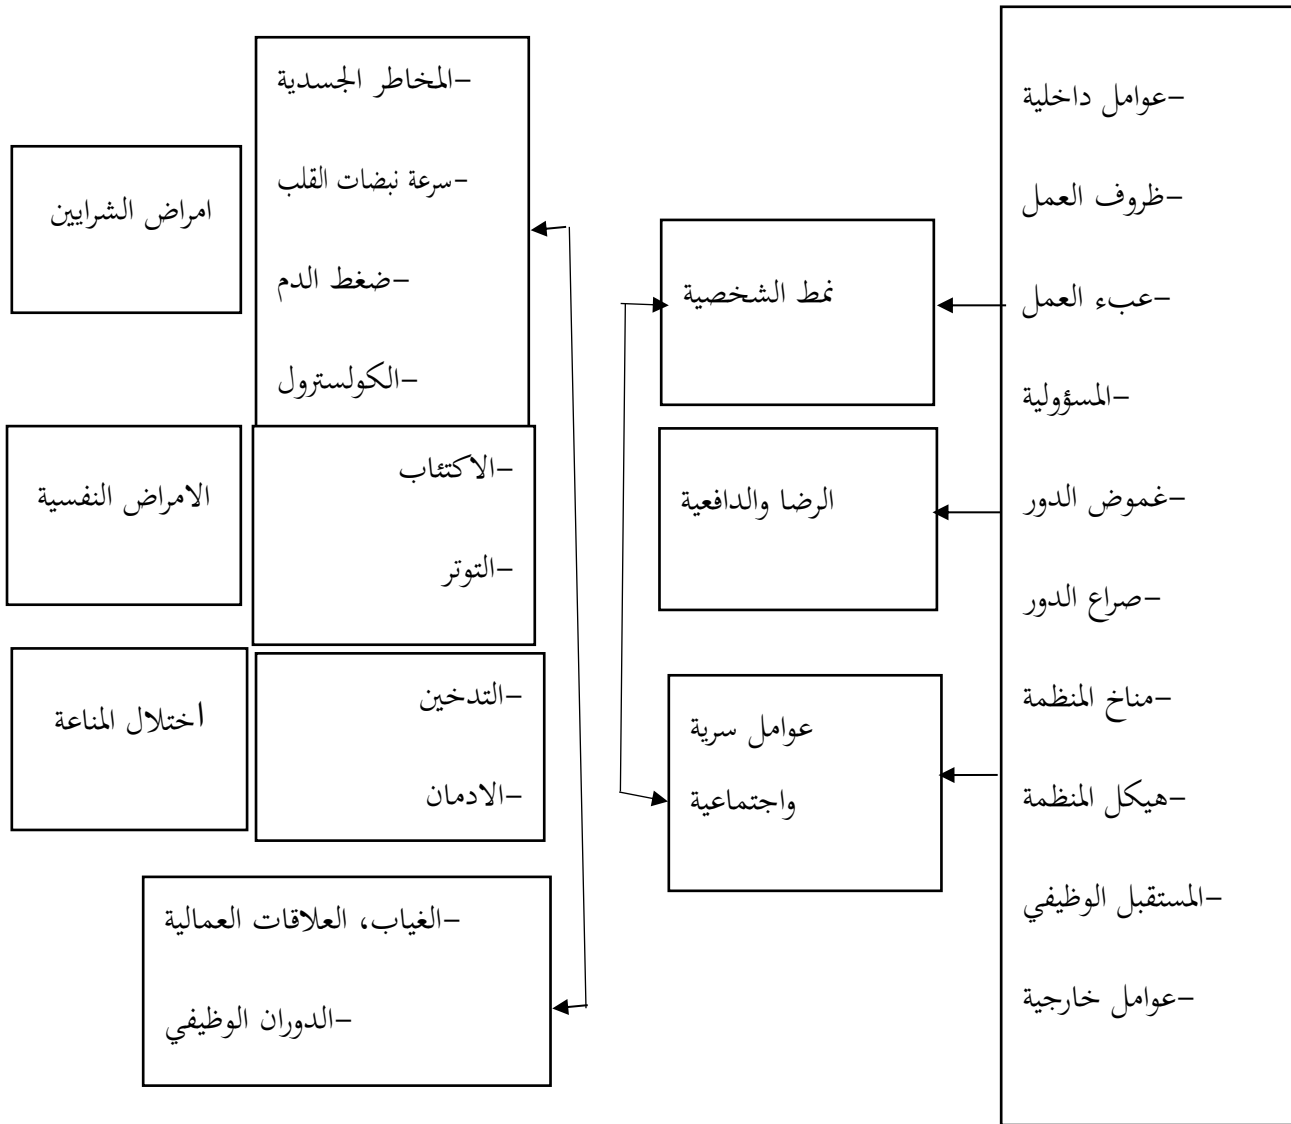 -عوامل داخلية
-ظروف العمل
-عبء العمل
-المسؤولية
-غموض الدور
-صراع الدور
-مناخ المنظمة
-هيكل المنظمة
-المستقبل الوظيفي
-عوامل خارجية
نمط الشخصية
الرضا والدافعية
عوامل سرية
واجتماعية
-المخاطر الجسدية
-سرعة نبضات القلب
-ضغط الدم
-الكولسترول
-الاكتئاب
-التوتر
-التدخين
-الادمان
-الغياب، العلاقات العمالية
-الدوران الوظيفي
امراض الشرايين
الامراض النفسية
اختلال المناعة